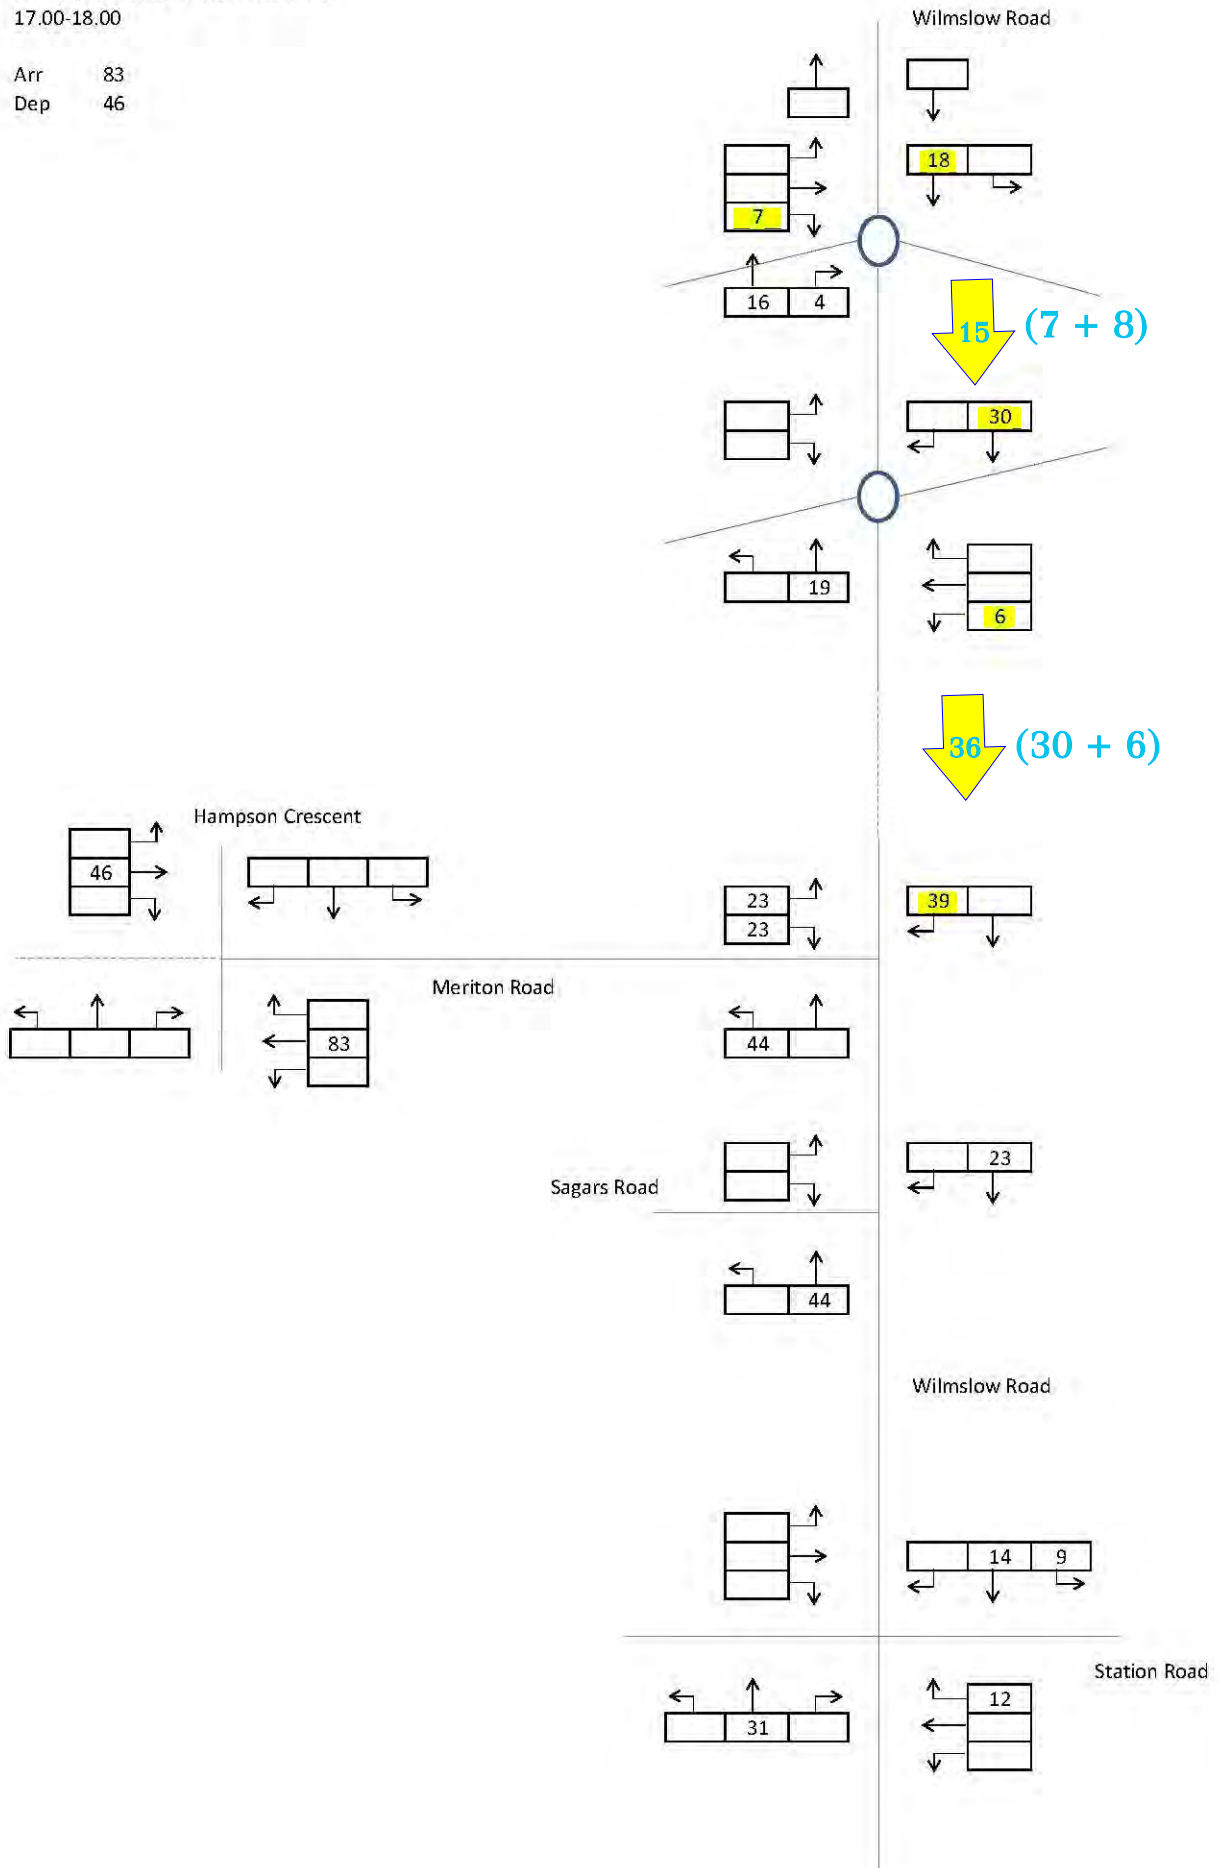 17.00-18.00
Wilmslow Road
Arr 83
Dep 46
18
7
16 4
15 (7 + 8)
30
19
6
36 (30 + 6)
Hampson Crescent
46
23
23
39
Meriton Road
83
44
Sagars Road
23
44
Wilmslow Road
14 9
Station Road
12
31